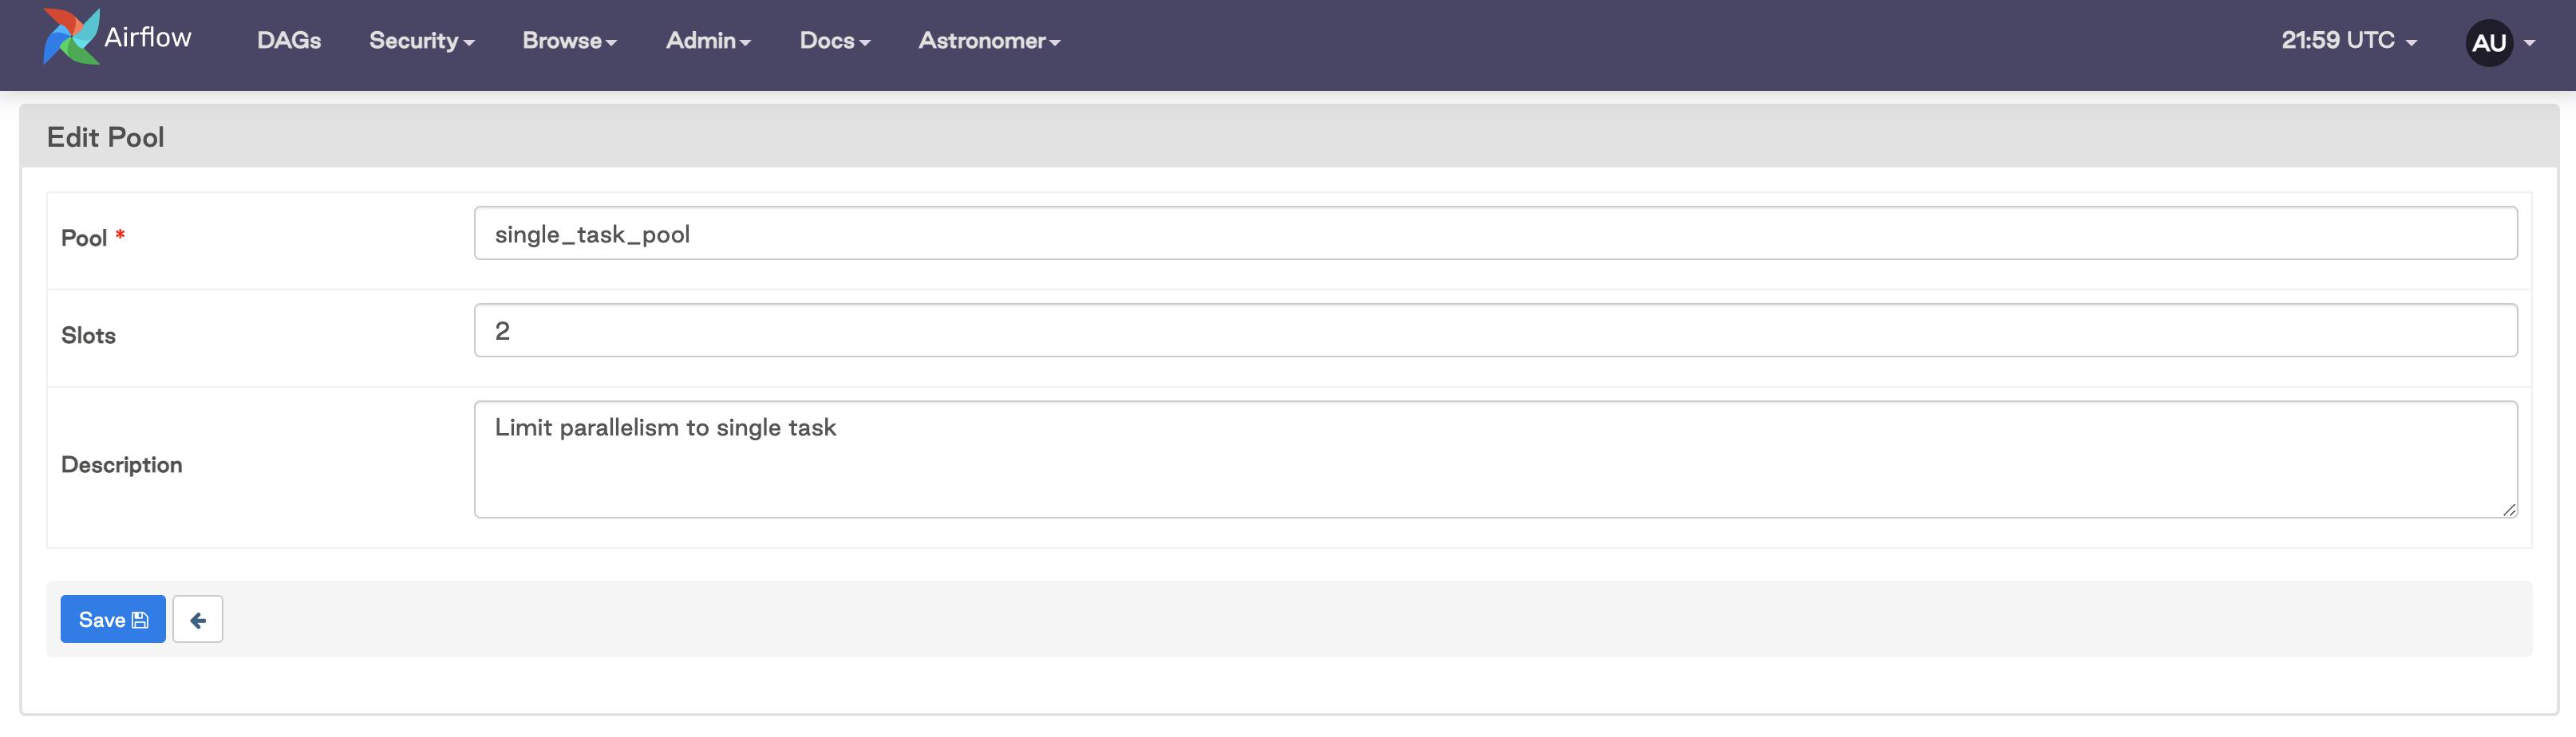 Airflow DAGs Security Browse Admin Docs Astronomer 21:59 UTC AU
Edit Pool
Pool * single_task_pool
Slots 2
Description Limit parallelism to single task
Save